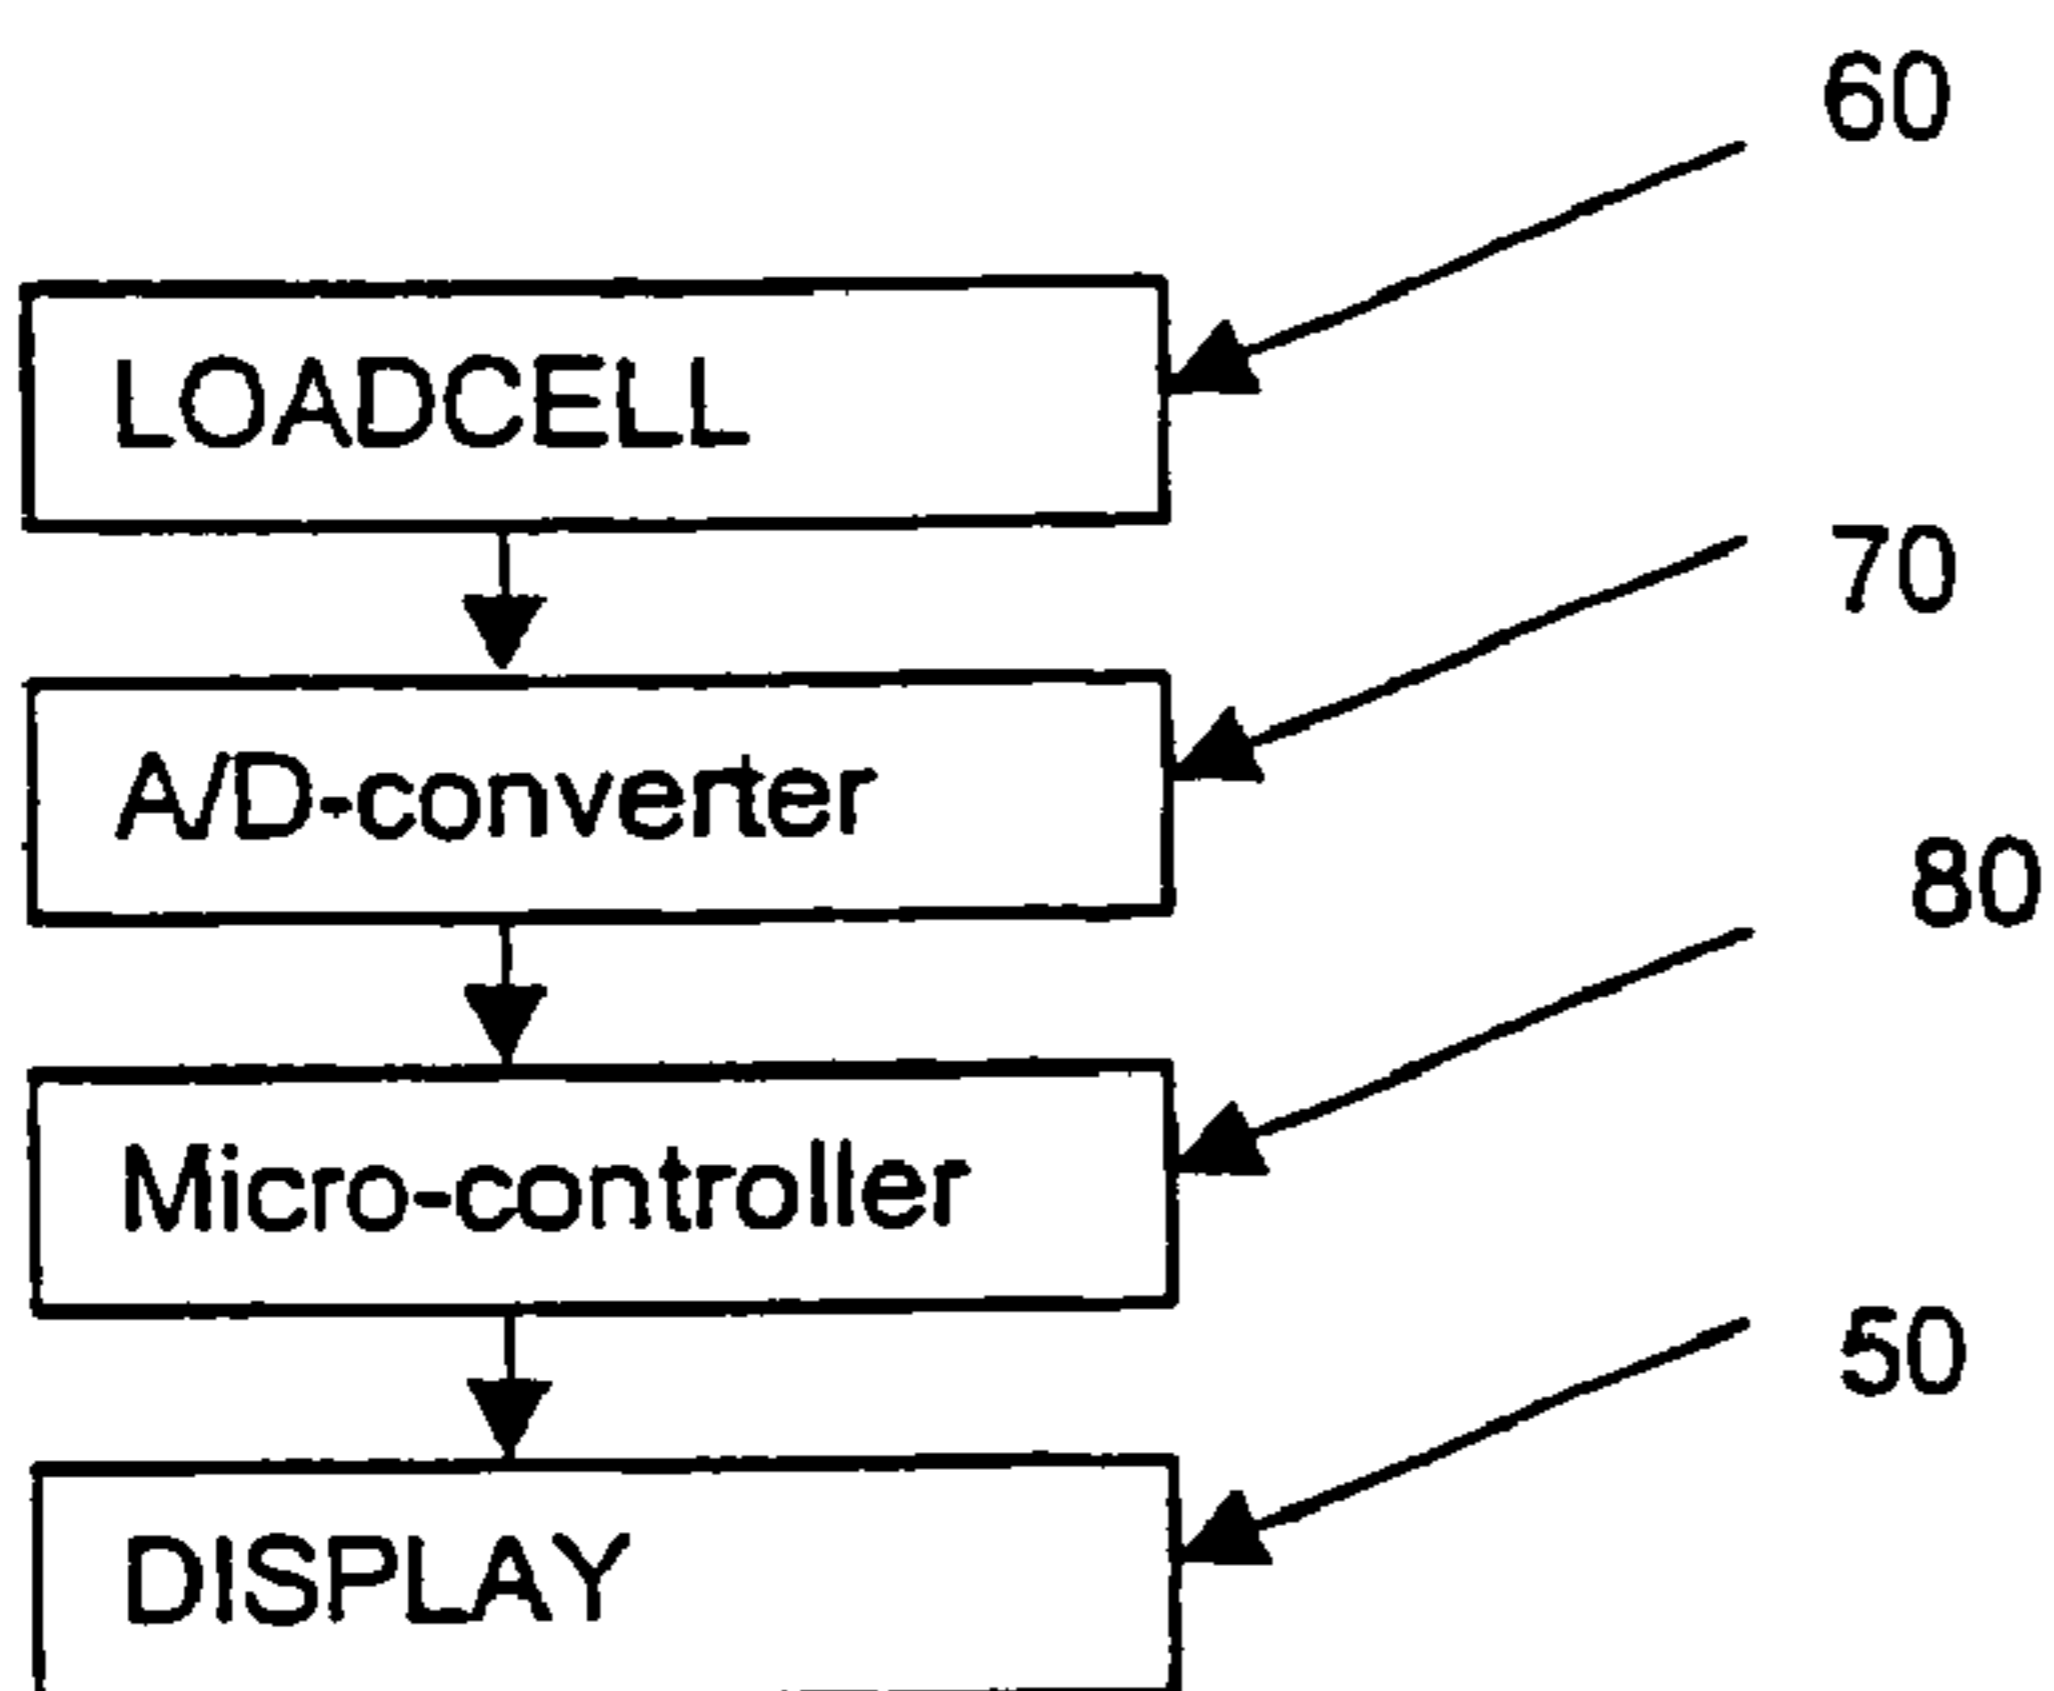 60
LOADCELL
70
A/D-converter
80
Micro-controller
50
DISPLAY